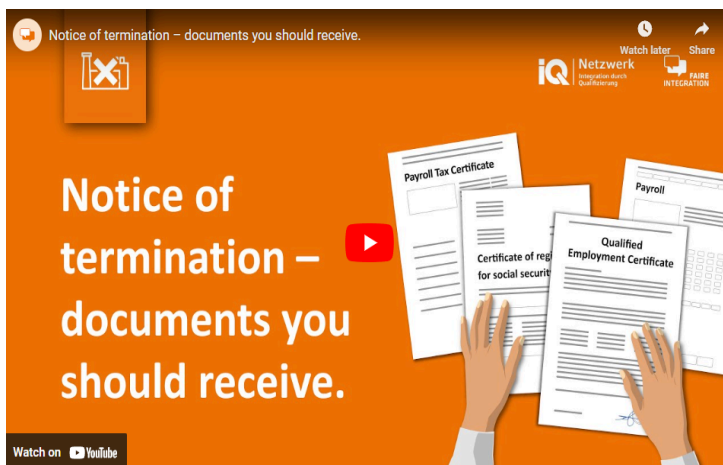 Notice of termination – documents you should receive.
Watch later
Share
iQ
Netzwerk
Integration durch
Qualifizierung
FAIRE
INTEGRATION
Notice of
termination –
documents you
should receive.
Payroll Tax Certificate
Certificate of reg
for social securit
Qualified
Employment Certificate
Payroll
Watch on YouTube